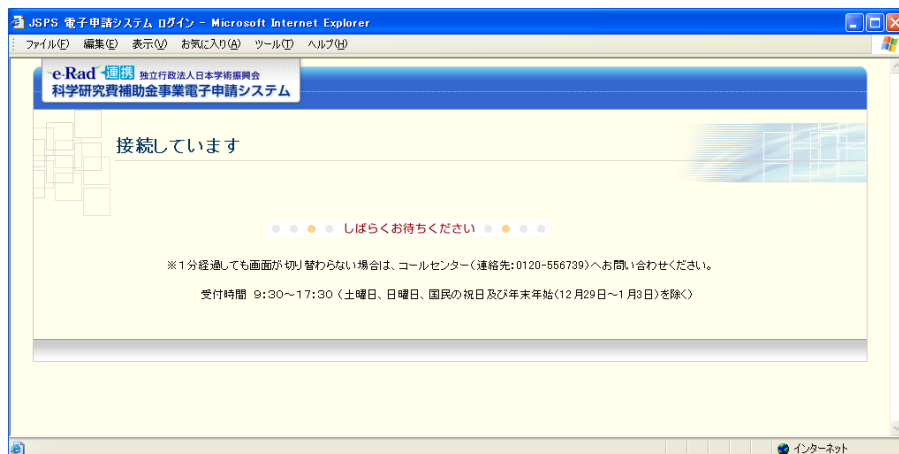 JSPS 電子申請システム ログイン - Microsoft Internet Explorer
ファイル(F) 編集(E) 表示(V) お気に入り(A) ツール(T) ヘルプ(H)
e-Rad 連携 独立行政法人日本学術振興会
科学研究費補助金事業電子申請システム
接続しています
しばらくお待ちください
※1分経過しても画面が切り替わらない場合は、コールセンター(連絡先:0120-556739)へお問い合わせください。
受付時間 9:30~17:30 (土曜日、日曜日、国民の祝日及び年末年始(12月29日~1月3日)を除く)
インターネット